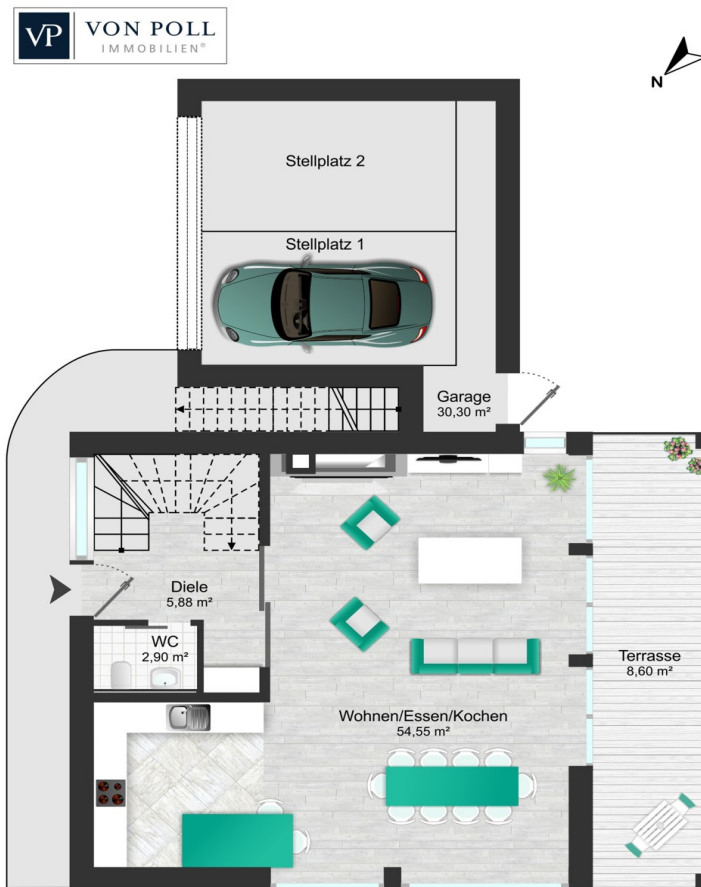 VP VON POLL
IMMOBILIEN®
N
Stellplatz 2
Stellplatz 1
Garage
30,30 m²
Diele
5,88 m²
WC
2,90 m²
Terrasse
8,60 m²
Wohnen/Essen/Kochen
54,55 m²